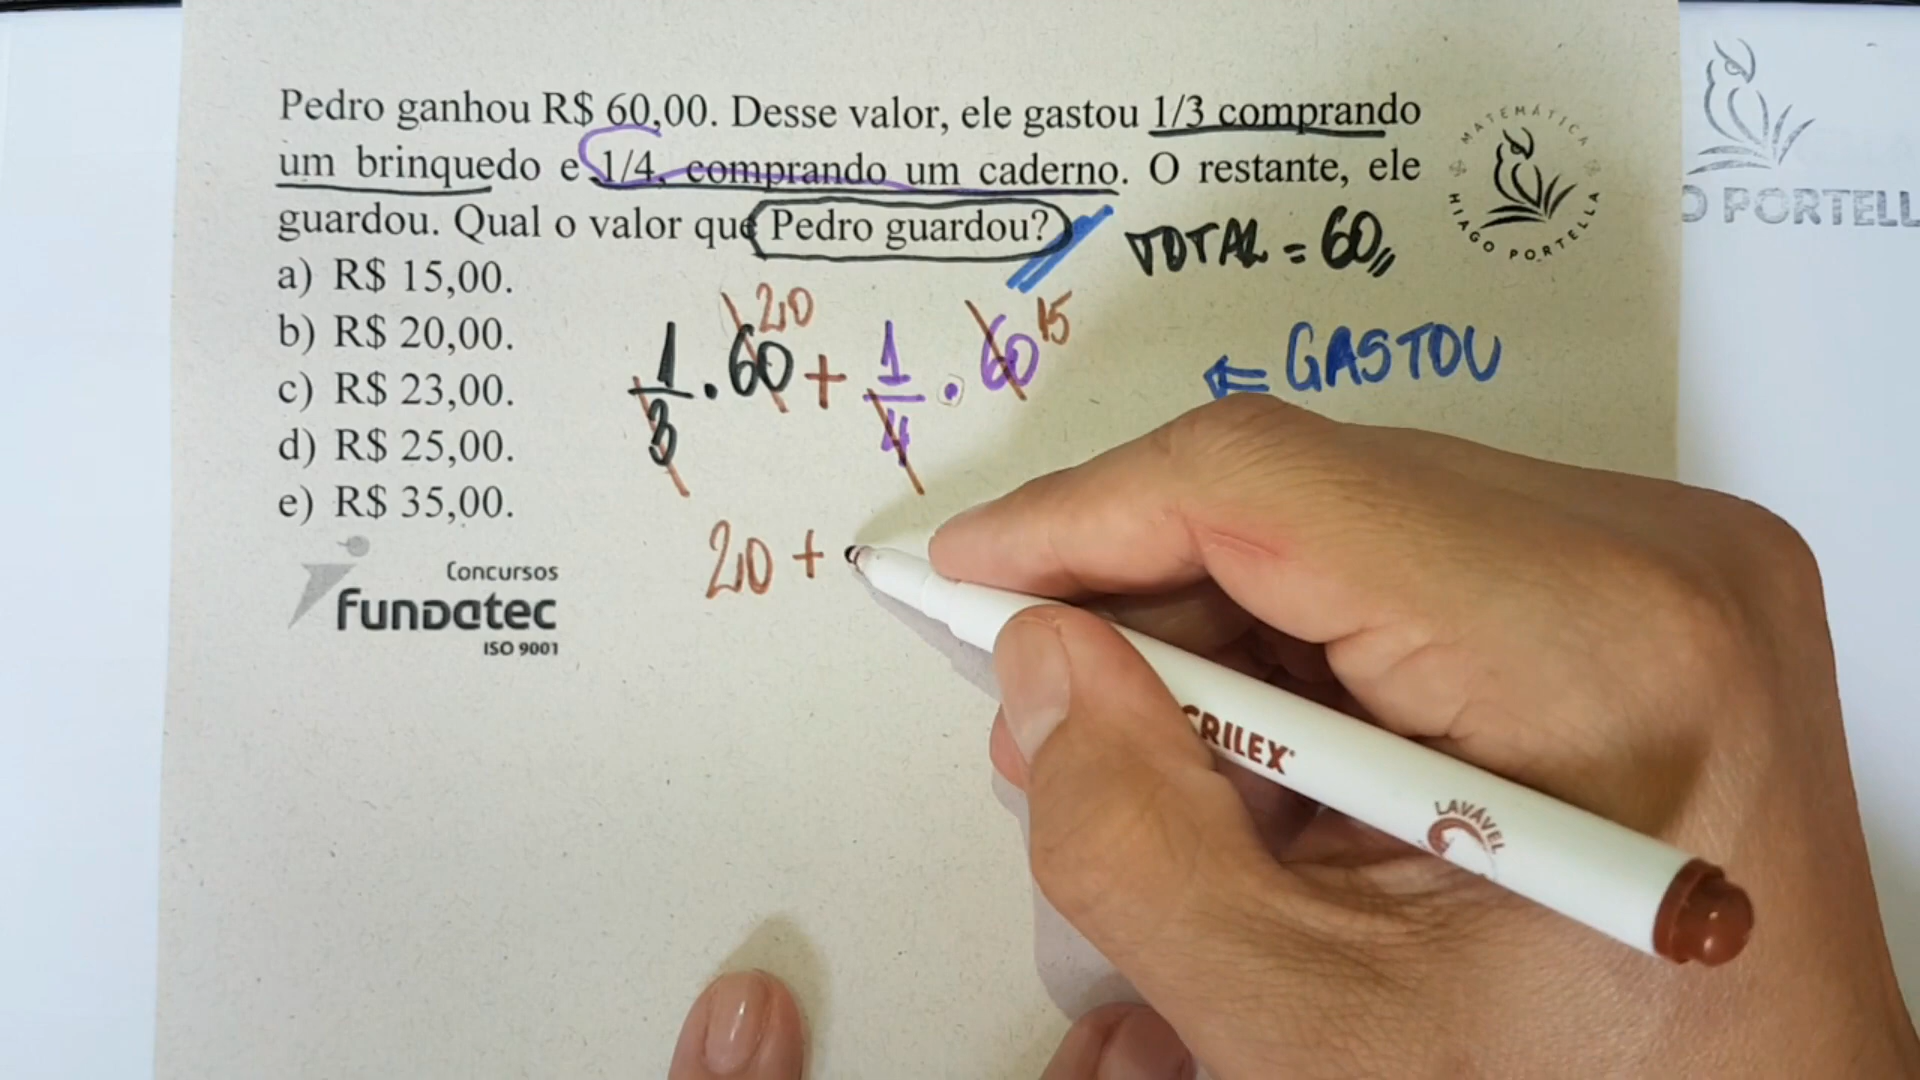 Pedro ganhou R$ 60,00. Desse valor, ele gastou 1/3 comprando
um brinquedo e 1/4, comprando um caderno. O restante, ele
guardou. Qual o valor que Pedro guardou?
TOTAL = 60
a) R$ 15,00.
b) R$ 20,00.
c) R$ 23,00.
d) R$ 25,00.
e) R$ 35,00.
20 15
1/3 . 60 + 1/4 . 60
⇐ GASTOU
20 +
Concursos
FUNDATEC
ISO 9001
MATEMÁTICA
HIAGO PORTELLA
O PORTELL
CRILEX
LAVÁVEL